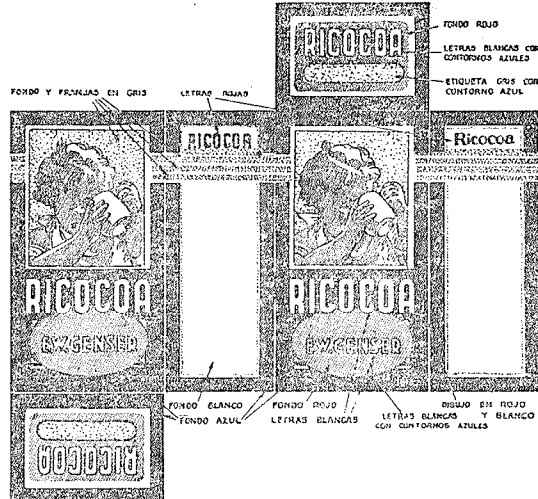 FONDO ROJO
RICOCOA
LETRAS BLANCAS CON
CONTORNOS AZULES
ETIQUETA GRIS CON
CONTORNO AZUL
FONDO Y FRANJAS EN GRIS
LETRAS ROJAS
RICOCOA
-Ricocoa
RICOCOA
RICOCOA
FONDO BLANCO
FONDO AZUL
FONDO ROJO
LETRAS BLANCAS
LETRAS BLANCAS
CON CONTORNOS AZULES
DIBUJO EN ROJO
Y BLANCO
RICOCOA